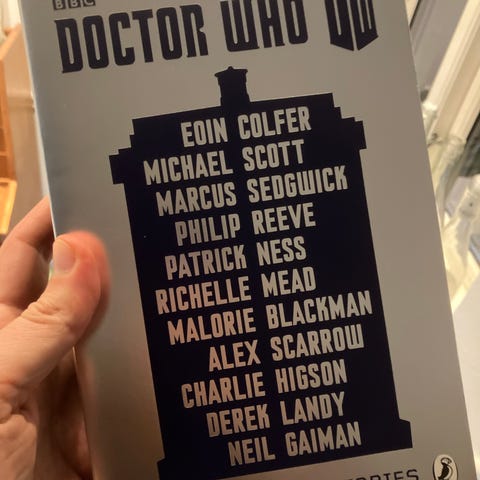 BBC
DOCTOR WHO
EOIN COLFER
MICHAEL SCOTT
MARCUS SEDGWICK
PHILIP REEVE
PATRICK NESS
RICHELLE MEAD
MALORIE BLACKMAN
ALEX SCARROW
CHARLIE HIGSON
DEREK LANDY
NEIL GAIMAN